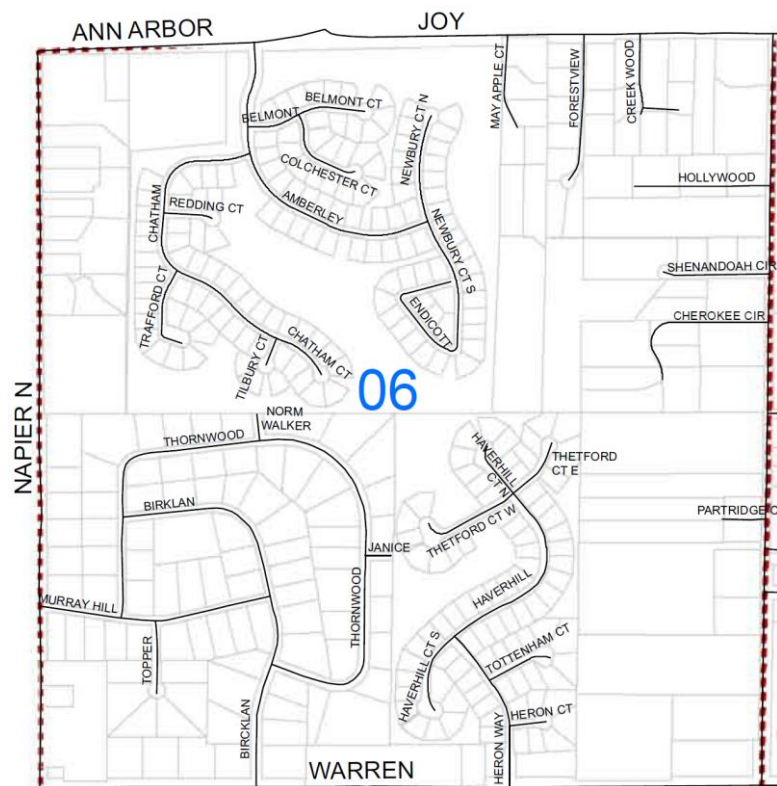 ANN ARBOR
JOY
BELMONT
BELMONT CT
NEWBURY CT N
MAY APPLE CT
FORESTVIEW
CREEK WOOD
COLCHESTER CT
HOLLYWOOD
CHATHAM
REDDING CT
AMBERLEY
NEWBURY CT S
SHENANDOAH CIR
TRAFFORD CT
ENDICOTT
CHEROKEE CIR
TILBURY CT
CHATHAM CT
06
NAPIER N
NORM
WALKER
THORNWOOD
HAVERHILL
CT N
THETFORD
CT E
BIRKLAN
PARTRIDGE C
THETFORD CT W
JANICE
MURRAY HILL
THORNWOOD
HAVERHILL
TOPPER
HAVERHILL CT S
TOTTENHAM CT
BIRCKLAN
HERON CT
HERON WAY
WARREN